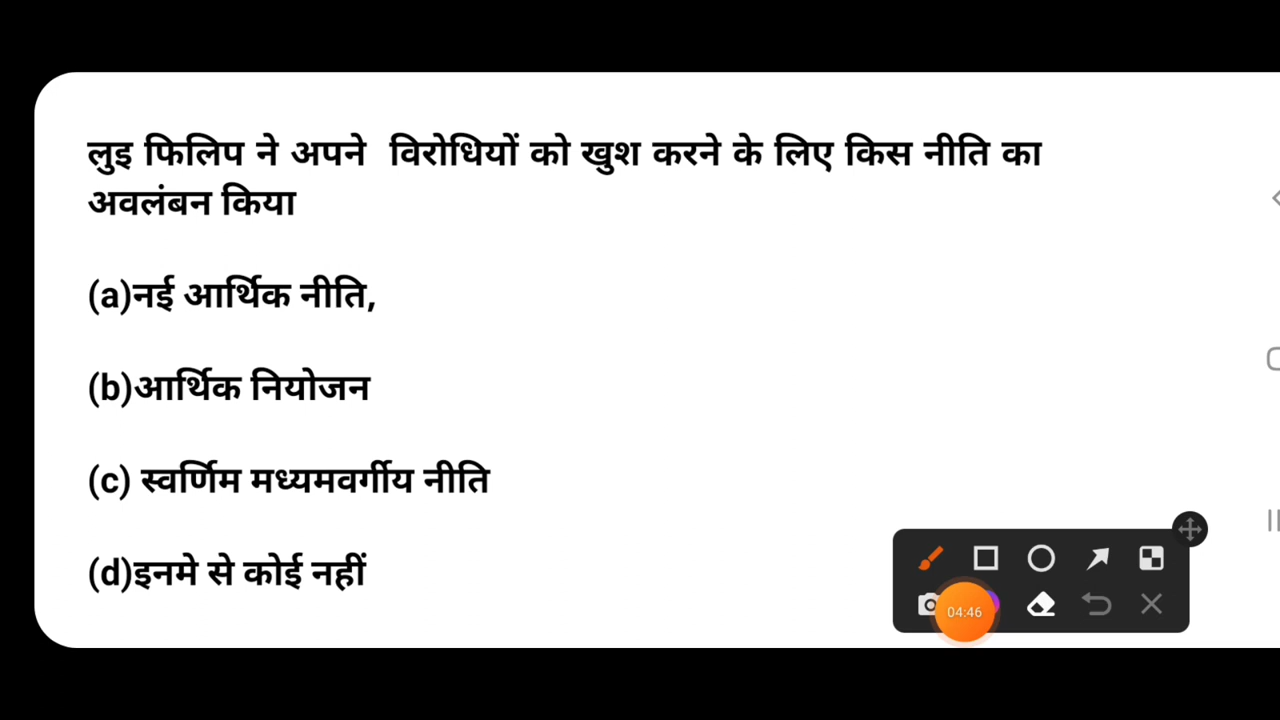 लुइ फिलिप ने अपने विरोधियों को खुश करने के लिए किस नीति का
अवलंबन किया
(a)नई आर्थिक नीति,
(b)आर्थिक नियोजन
(c) स्वर्णिम मध्यमवर्गीय नीति
(d)इनमे से कोई नहीं
04:46